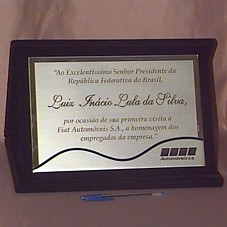 "Ao Excelentíssimo Senhor Presidente da
República Federativa do Brasil,
Luiz Inácio Lula da Silva,
por ocasião de sua primeira visita à
Fiat Automóveis S.A., a homenagem dos
empregados da empresa."
Automóveis S.A.